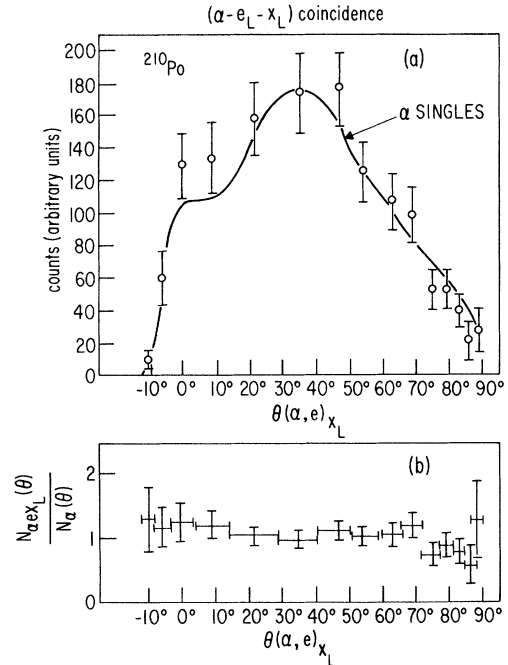 (α-e_L-x_L) coincidence
200
180
160
140
120
100
80
60
40
20
0
counts (arbitrary units)
²¹⁰Po
(a)
α SINGLES
-10° 0° 10° 20° 30° 40° 50° 60° 70° 80° 90°
θ(α,e)x_L
2
1
0
N_αex_L(θ)
N_α(θ)
(b)
-10° 0° 10° 20° 30° 40° 50° 60° 70° 80° 90°
θ(α,e)x_L